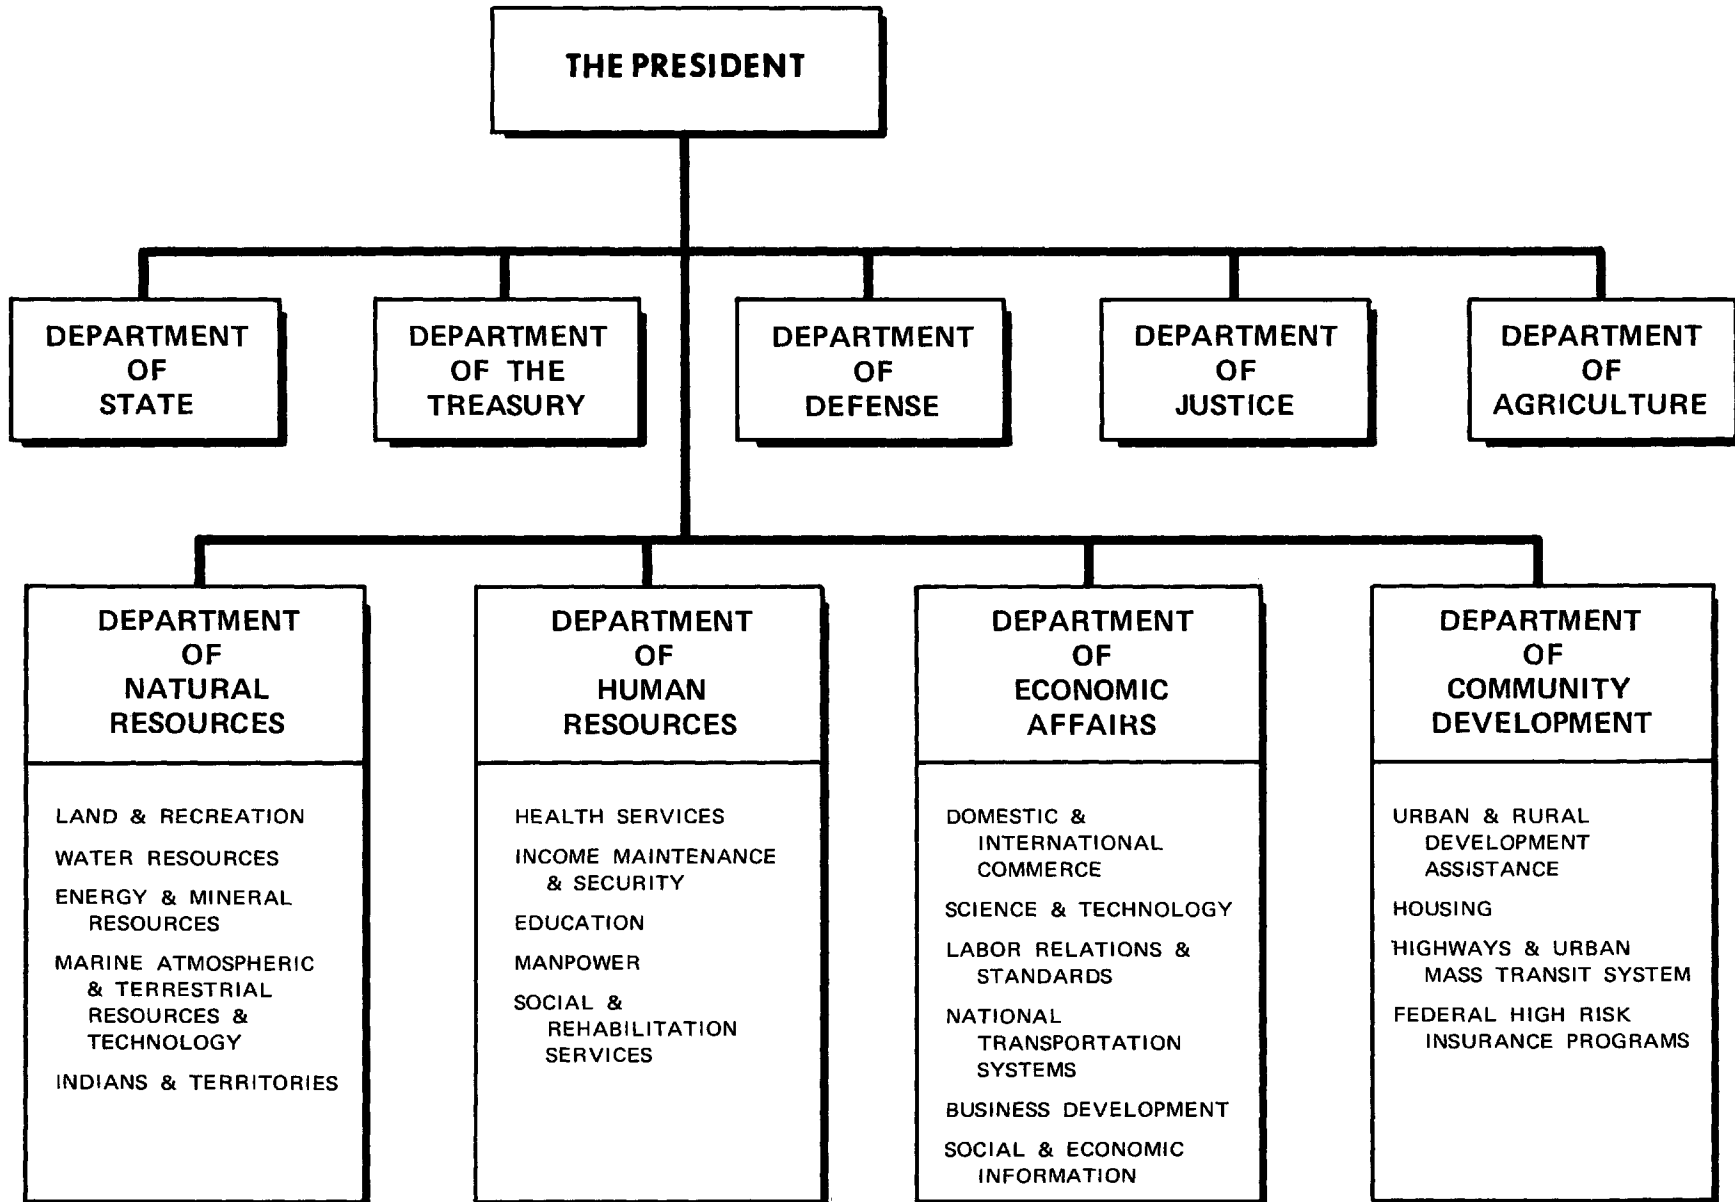 THE PRESIDENT
DEPARTMENT
OF
STATE
DEPARTMENT
OF THE
TREASURY
DEPARTMENT
OF
DEFENSE
DEPARTMENT
OF
JUSTICE
DEPARTMENT
OF
AGRICULTURE
DEPARTMENT
OF
NATURAL
RESOURCES
LAND & RECREATION
WATER RESOURCES
ENERGY & MINERAL
RESOURCES
MARINE ATMOSPHERIC
& TERRESTRIAL
RESOURCES &
TECHNOLOGY
INDIANS & TERRITORIES
DEPARTMENT
OF
HUMAN
RESOURCES
HEALTH SERVICES
INCOME MAINTENANCE
& SECURITY
EDUCATION
MANPOWER
SOCIAL &
REHABILITATION
SERVICES
DEPARTMENT
OF
ECONOMIC
AFFAIRS
DOMESTIC &
INTERNATIONAL
COMMERCE
SCIENCE & TECHNOLOGY
LABOR RELATIONS &
STANDARDS
NATIONAL
TRANSPORTATION
SYSTEMS
BUSINESS DEVELOPMENT
SOCIAL & ECONOMIC
INFORMATION
DEPARTMENT
OF
COMMUNITY
DEVELOPMENT
URBAN & RURAL
DEVELOPMENT
ASSISTANCE
HOUSING
HIGHWAYS & URBAN
MASS TRANSIT SYSTEM
FEDERAL HIGH RISK
INSURANCE PROGRAMS